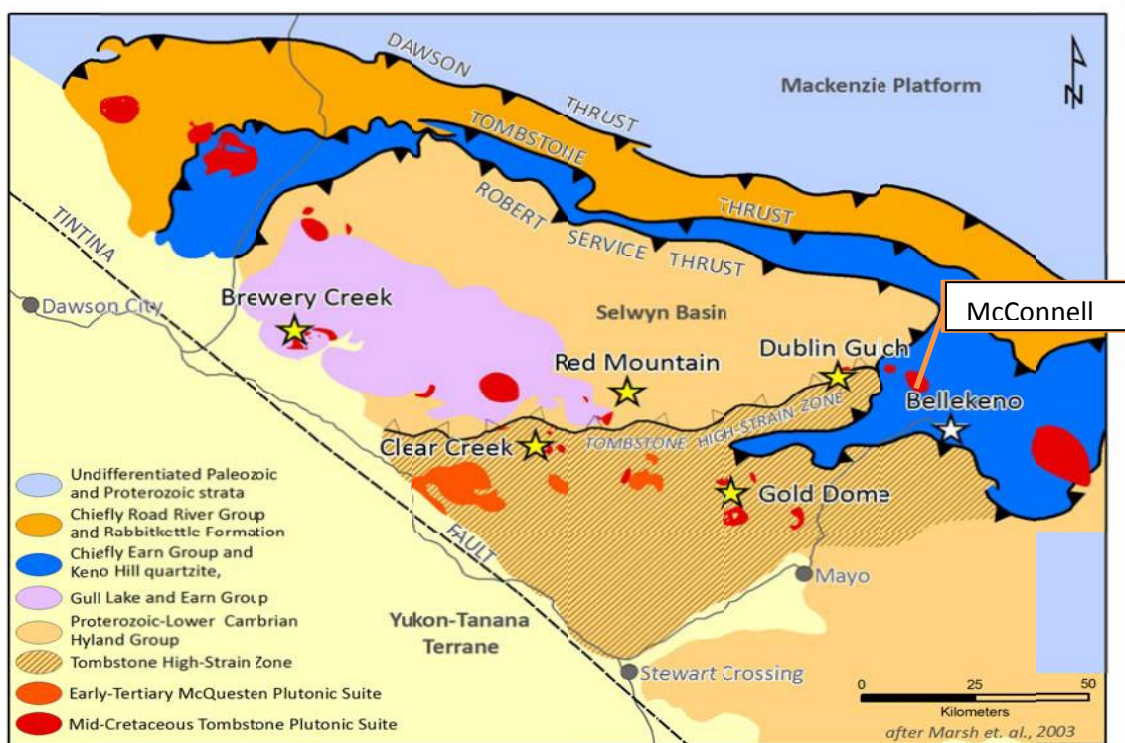 DAWSON
THRUST
Mackenzie Platform
N
TOMBSTONE
THRUST
ROBERT SERVICE THRUST
TINTINA
FAULT
Dawson City
Brewery Creek
Selwyn Basin
McConnell
Red Mountain
Dublin Gulch
Bellekeno
TOMBSTONE HIGH-STRAIN ZONE
Clear Creek
Gold Dome
Mayo
Yukon-Tanana
Terrane
Stewart Crossing
Undifferentiated Paleozoic
and Proterozoic strata
Chiefly Road River Group
and Rabbitkettle Formation
Chiefly Earn Group and
Keno Hill quartzite,
Gull Lake and Earn Group
Proterozoic-Lower Cambrian
Hyland Group
Tombstone High-Strain Zone
Early-Tertiary McQuesten Plutonic Suite
Mid-Cretaceous Tombstone Plutonic Suite
0 25 50
Kilometers
after Marsh et. al., 2003